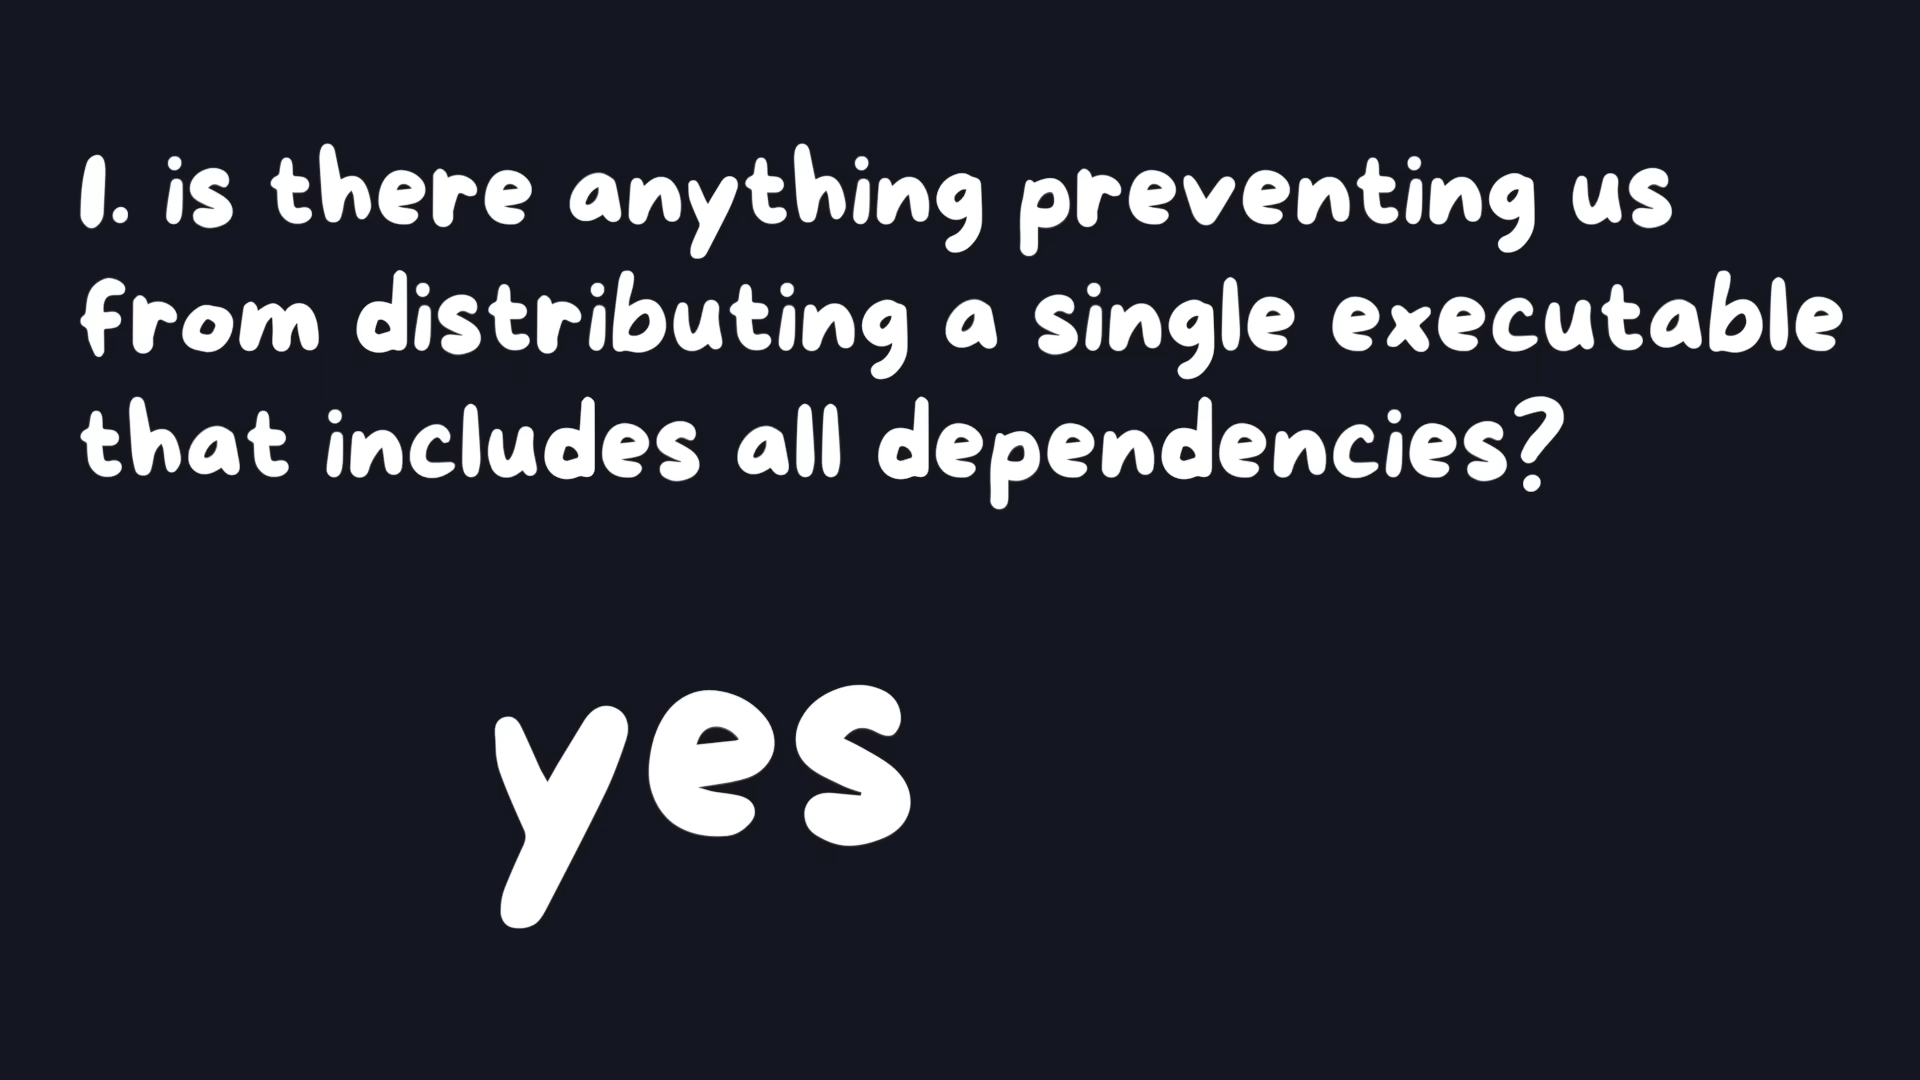 1. is there anything preventing us
from distributing a single executable
that includes all dependencies?
yes